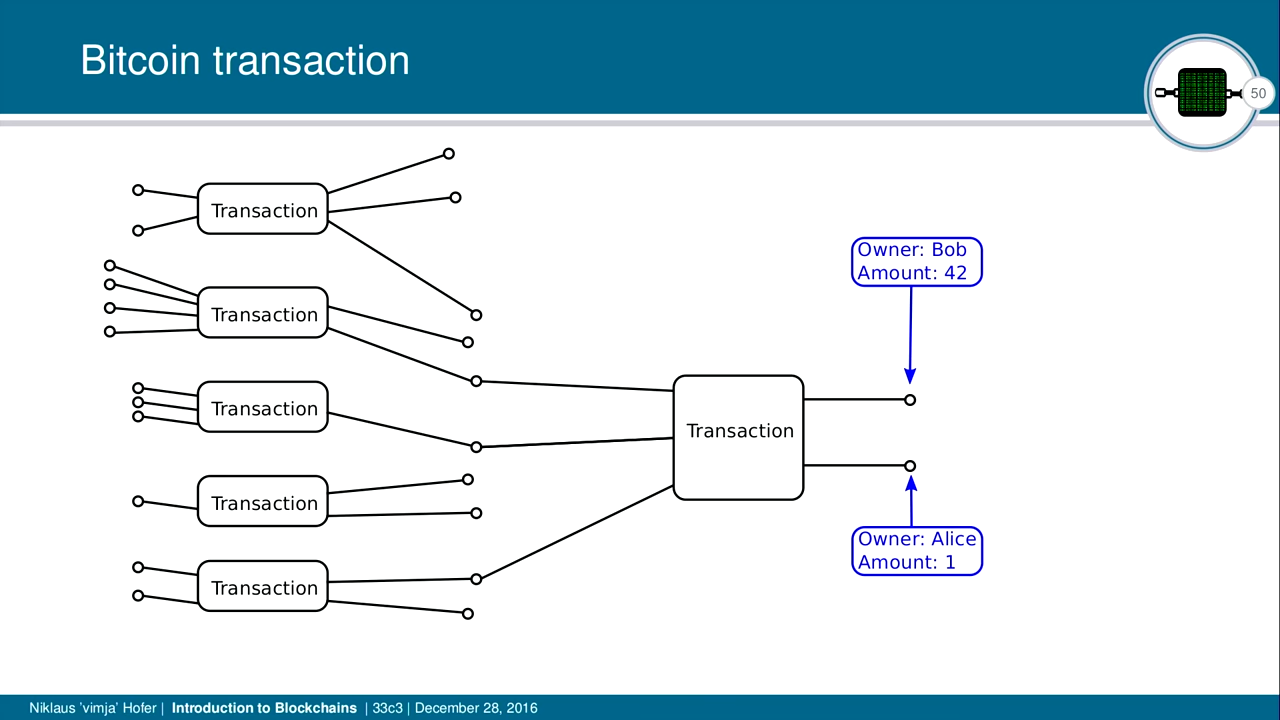 Bitcoin transaction
50
Transaction
Transaction
Transaction
Transaction
Transaction
Transaction
Owner: Bob
Amount: 42
Owner: Alice
Amount: 1
Niklaus 'vimja' Hofer | Introduction to Blockchains | 33c3 | December 28, 2016